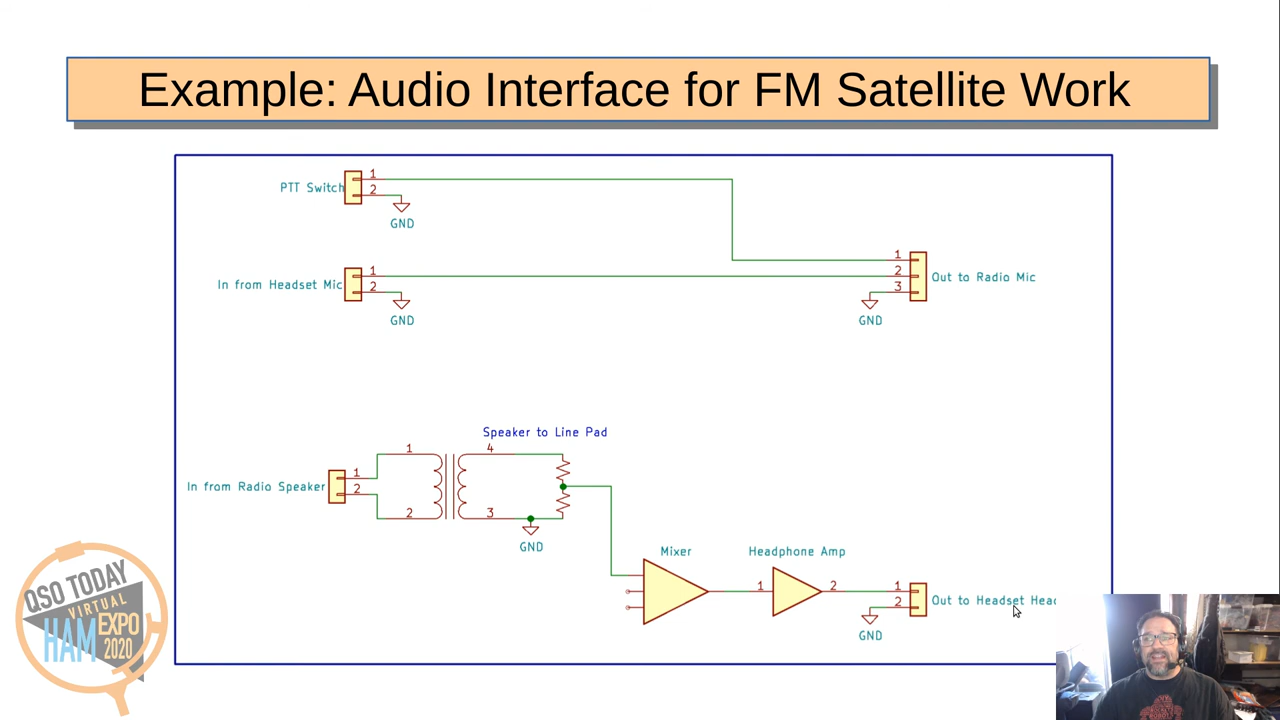 Example: Audio Interface for FM Satellite Work
PTT Switch
1
2
GND
In from Headset Mic
1
2
GND
1
2
3
Out to Radio Mic
GND
Speaker to Line Pad
In from Radio Speaker
1
2
1
2
4
3
GND
Mixer
Headphone Amp
1
2
1
2
Out to Headset
GND
QSO TODAY
VIRTUAL
HAM EXPO
2020